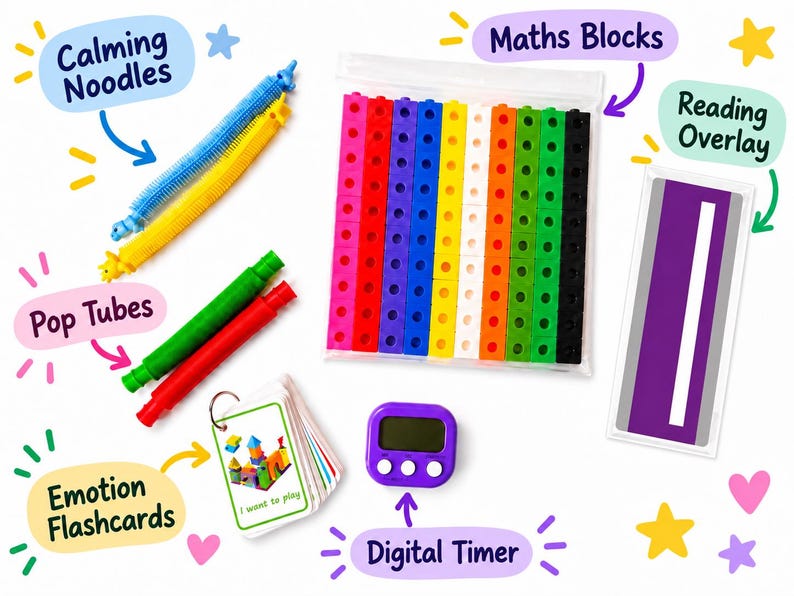 Calming
Noodles
Maths Blocks
Reading
Overlay
Pop Tubes
I want to play
Emotion
Flashcards
Digital Timer